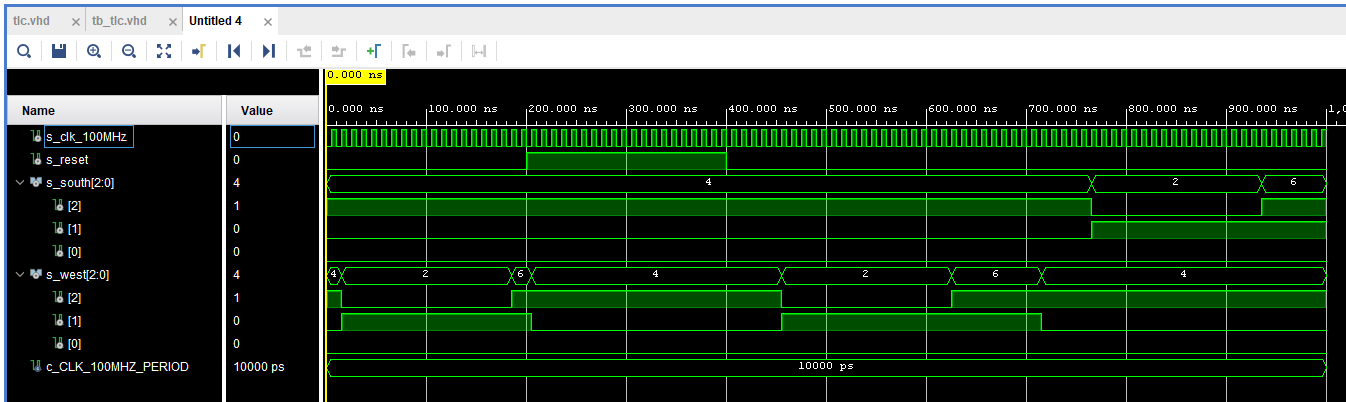 tlc.vhd tb_tlc.vhd Untitled 4
0.000 ns
Name Value
0.000 ns 100.000 ns 200.000 ns 300.000 ns 400.000 ns 500.000 ns 600.000 ns 700.000 ns 800.000 ns 900.000 ns 1,0
s_clk_100MHz 0
s_reset 0
s_south[2:0] 4 4 2 6
[2] 1
[1] 0
[0] 0
s_west[2:0] 4 4 2 6 4 2 6 4
[2] 1
[1] 0
[0] 0
c_CLK_100MHZ_PERIOD 10000 ps 10000 ps